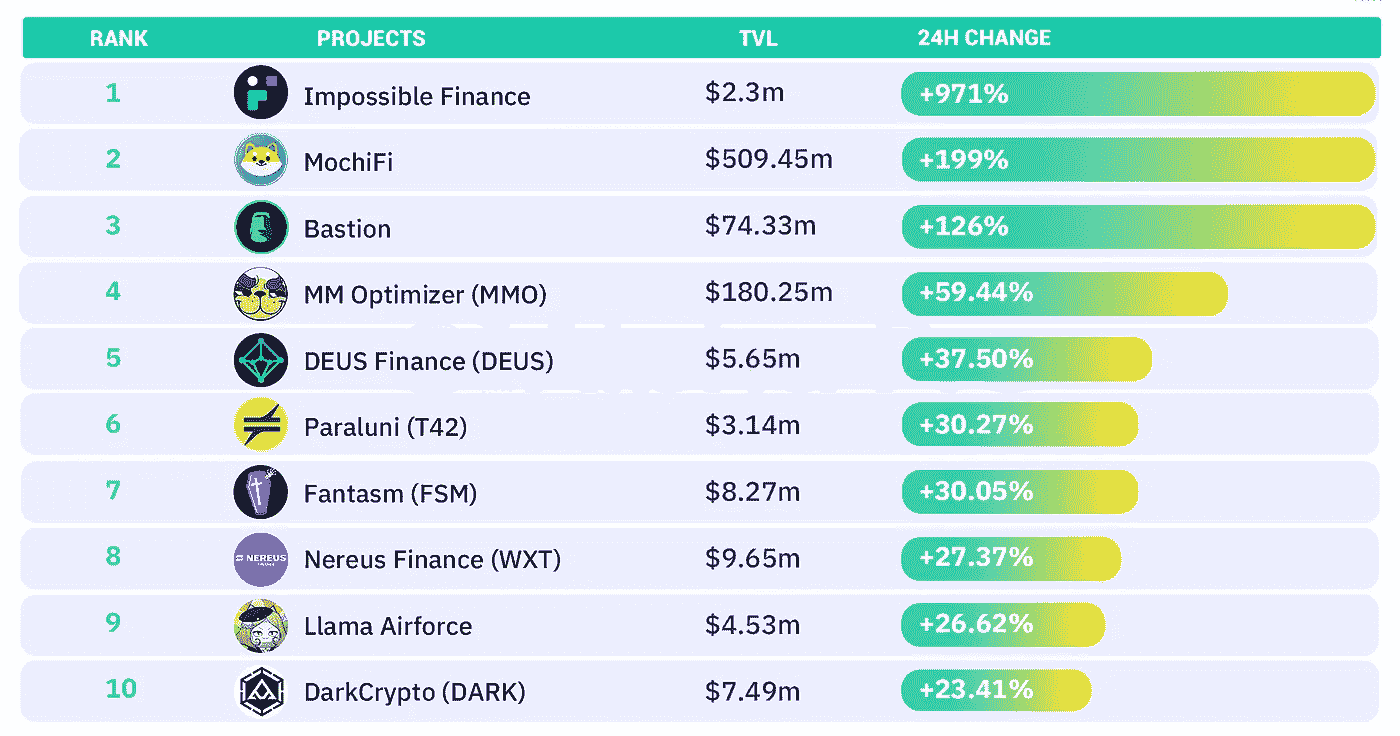 RANK PROJECTS TVL 24H CHANGE
1 Impossible Finance $2.3m +971%
2 MochiFi $509.45m +199%
3 Bastion $74.33m +126%
4 MM Optimizer (MMO) $180.25m +59.44%
5 DEUS Finance (DEUS) $5.65m +37.50%
6 Paraluni (T42) $3.14m +30.27%
7 Fantasm (FSM) $8.27m +30.05%
8 NEREUS Nereus Finance (WXT) $9.65m +27.37%
9 Llama Airforce $4.53m +26.62%
10 DarkCrypto (DARK) $7.49m +23.41%